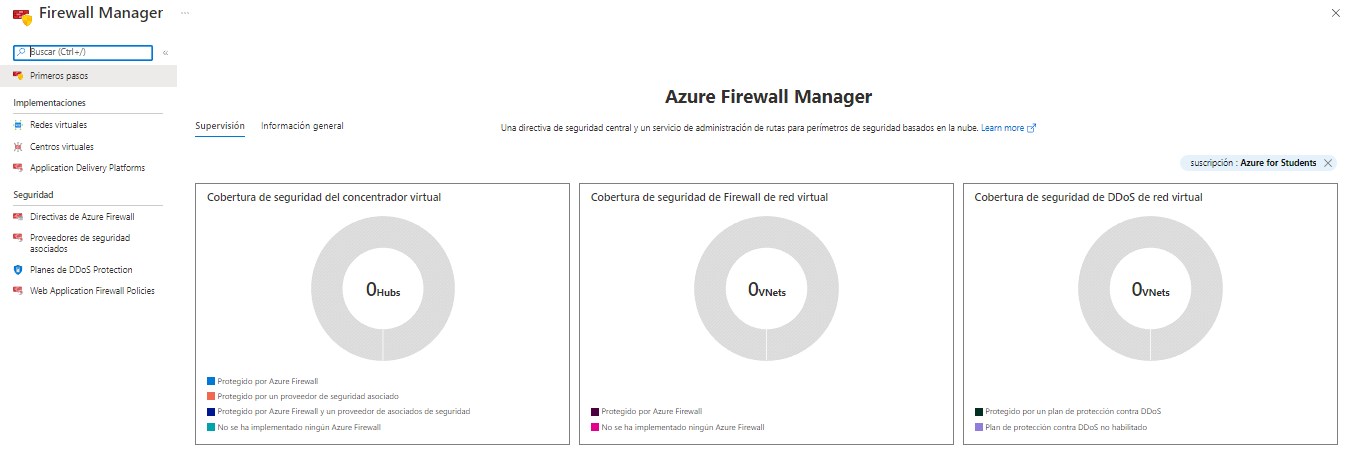 Firewall Manager
...
Buscar (Ctrl+/)
«
Primeros pasos
Implementaciones
Redes virtuales
Centros virtuales
Application Delivery Platforms
Seguridad
Directivas de Azure Firewall
Proveedores de seguridad
asociados
Planes de DDoS Protection
Web Application Firewall Policies
Azure Firewall Manager
Supervisión
Información general
Una directiva de seguridad central y un servicio de administración de rutas para perímetros de seguridad basados en la nube. Learn more
suscripción : Azure for Students
Cobertura de seguridad del concentrador virtual
0Hubs
Protegido por Azure Firewall
Protegido por un proveedor de seguridad asociado
Protegido por Azure Firewall y un proveedor de asociados de seguridad
No se ha implementado ningún Azure Firewall
Cobertura de seguridad de Firewall de red virtual
0VNets
Protegido por Azure Firewall
No se ha implementado ningún Azure Firewall
Cobertura de seguridad de DDoS de red virtual
0VNets
Protegido por un plan de protección contra DDoS
Plan de protección contra DDoS no habilitado